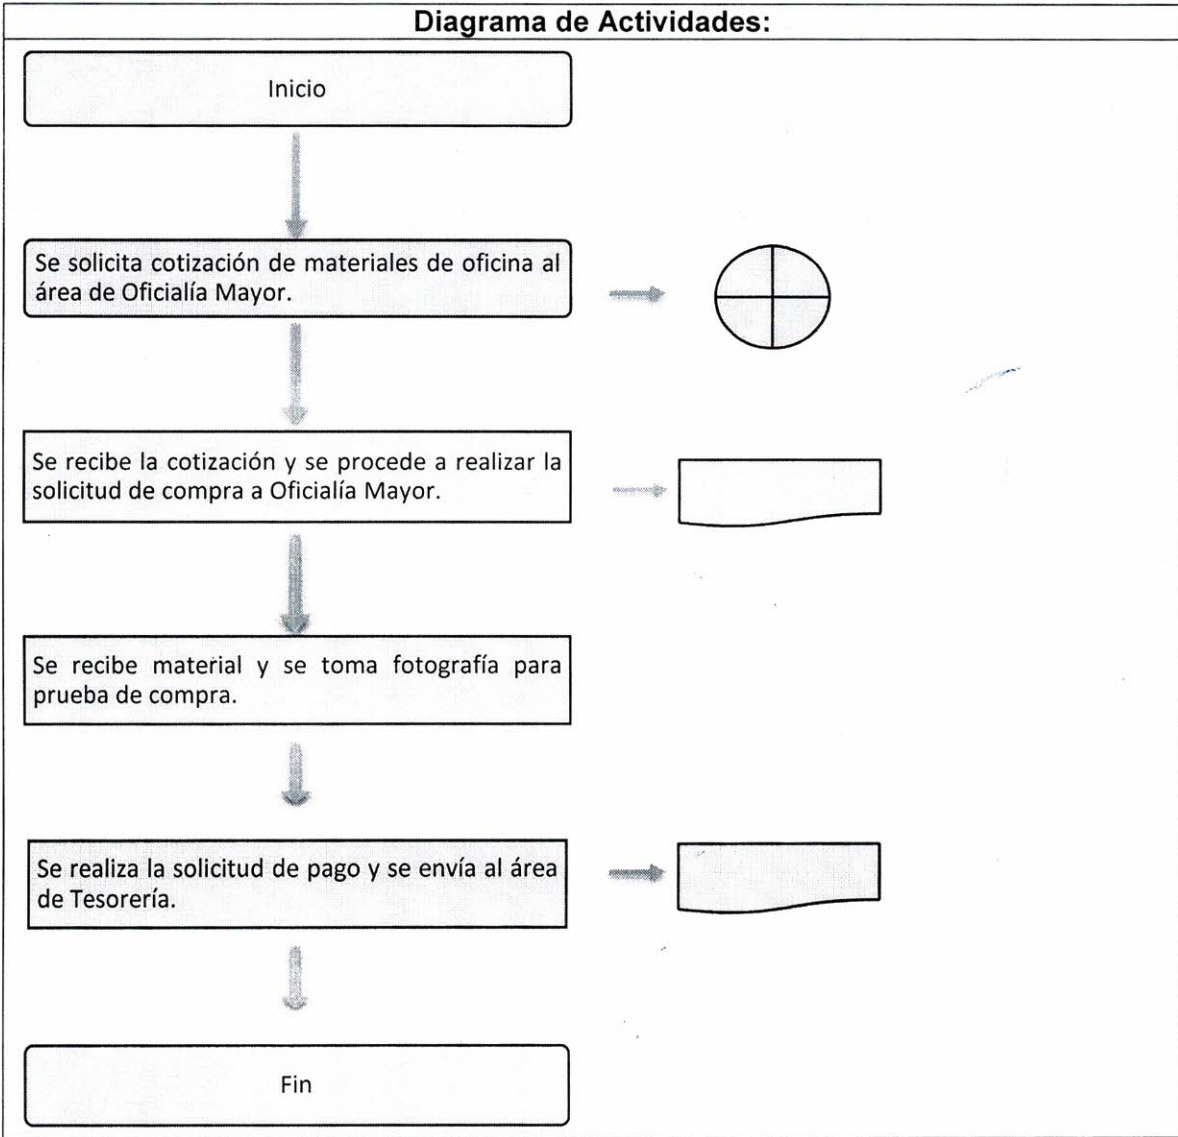 Diagrama de Actividades:
Inicio
Se solicita cotización de materiales de oficina al
área de Oficialía Mayor.
Se recibe la cotización y se procede a realizar la
solicitud de compra a Oficialía Mayor.
Se recibe material y se toma fotografía para
prueba de compra.
Se realiza la solicitud de pago y se envía al área
de Tesorería.
Fin